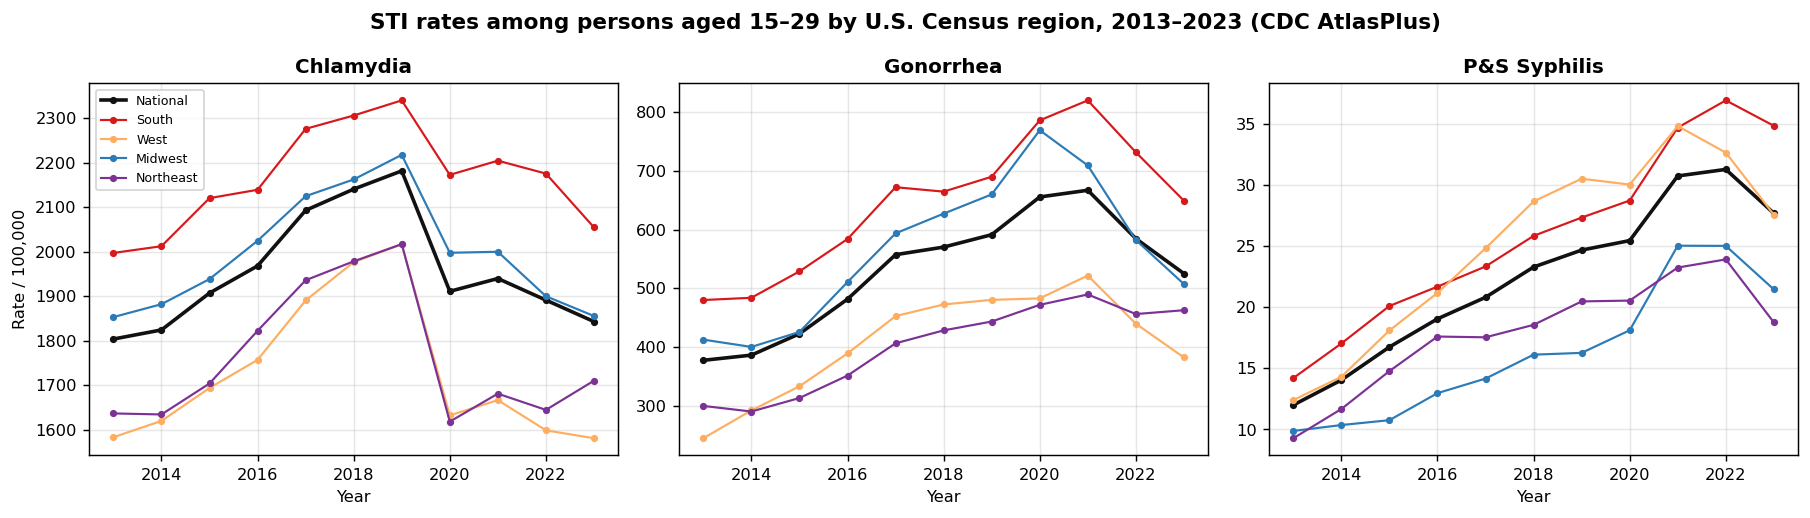 STI rates among persons aged 15–29 by U.S. Census region, 2013–2023 (CDC AtlasPlus)
Chlamydia
Rate / 100,000
2300
2200
2100
2000
1900
1800
1700
1600
National
South
West
Midwest
Northeast
2014 2016 2018 2020 2022
Year
Gonorrhea
800
700
600
500
400
300
2014 2016 2018 2020 2022
Year
P&S Syphilis
35
30
25
20
15
10
2014 2016 2018 2020 2022
Year